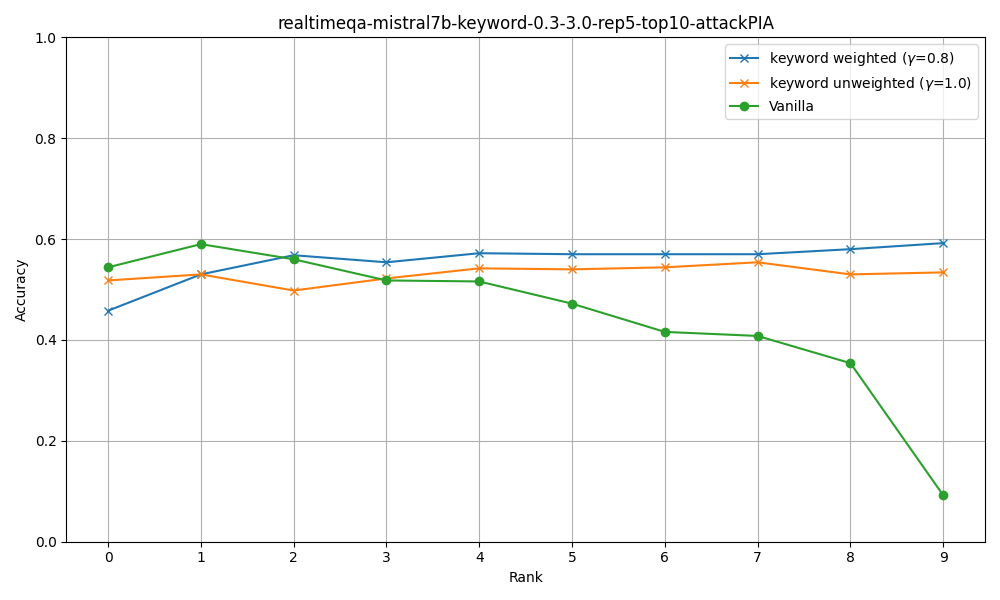 realtimeqa-mistral7b-keyword-0.3-3.0-rep5-top10-attackPIA
keyword weighted (γ=0.8)
keyword unweighted (γ=1.0)
Vanilla
Accuracy
1.0
0.8
0.6
0.4
0.2
0.0
0 1 2 3 4 5 6 7 8 9
Rank